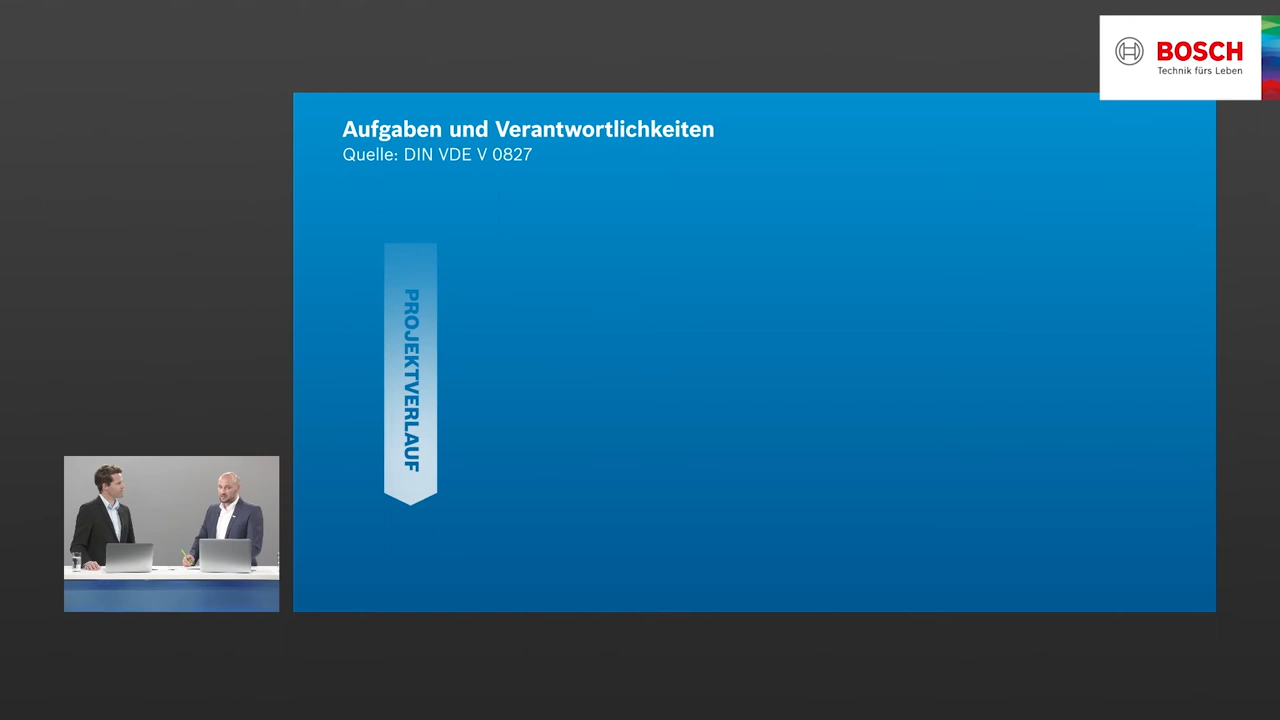 BOSCH
Technik fürs Leben
Aufgaben und Verantwortlichkeiten
Quelle: DIN VDE V 0827
PROJEKTVERLAUF